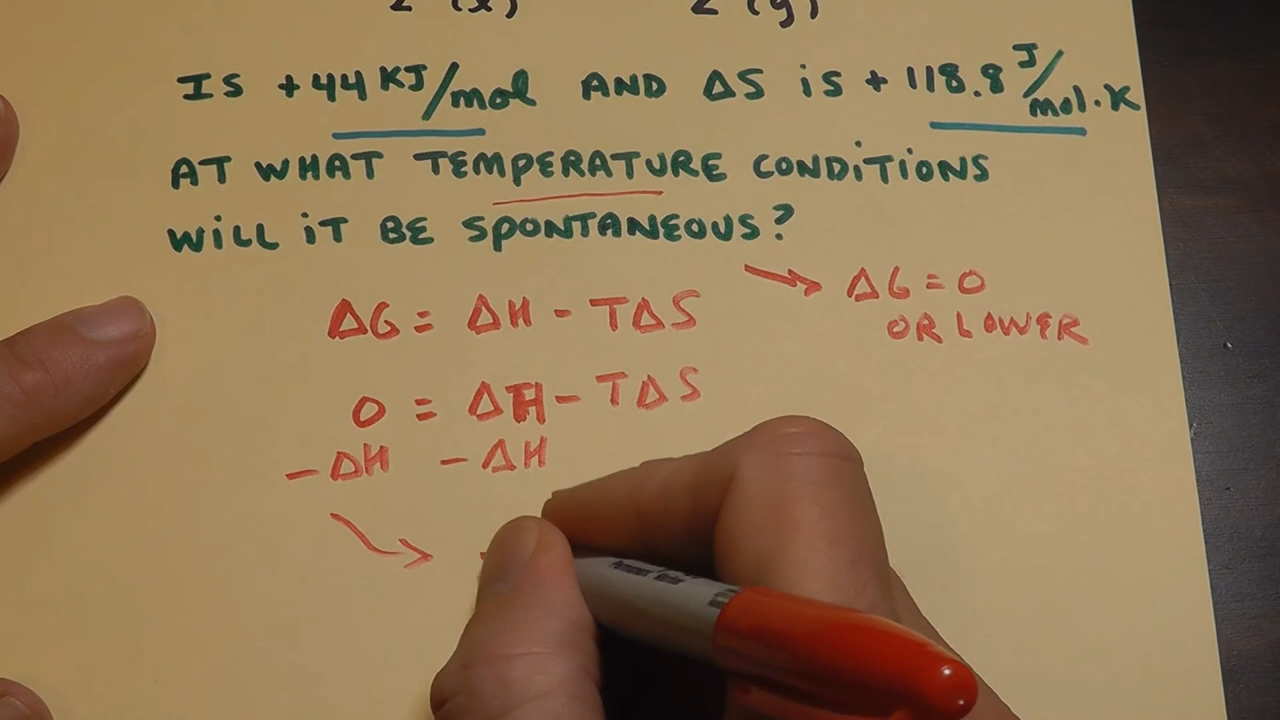 Is +44 KJ/mol AND ΔS is + 118.8 J/mol·K
AT WHAT TEMPERATURE CONDITIONS
WILL iT BE SPONTANEOUS?
ΔG = ΔH - TΔS
→ ΔG = 0
OR LOWER
0 = ΔH - TΔS
- ΔH - ΔH